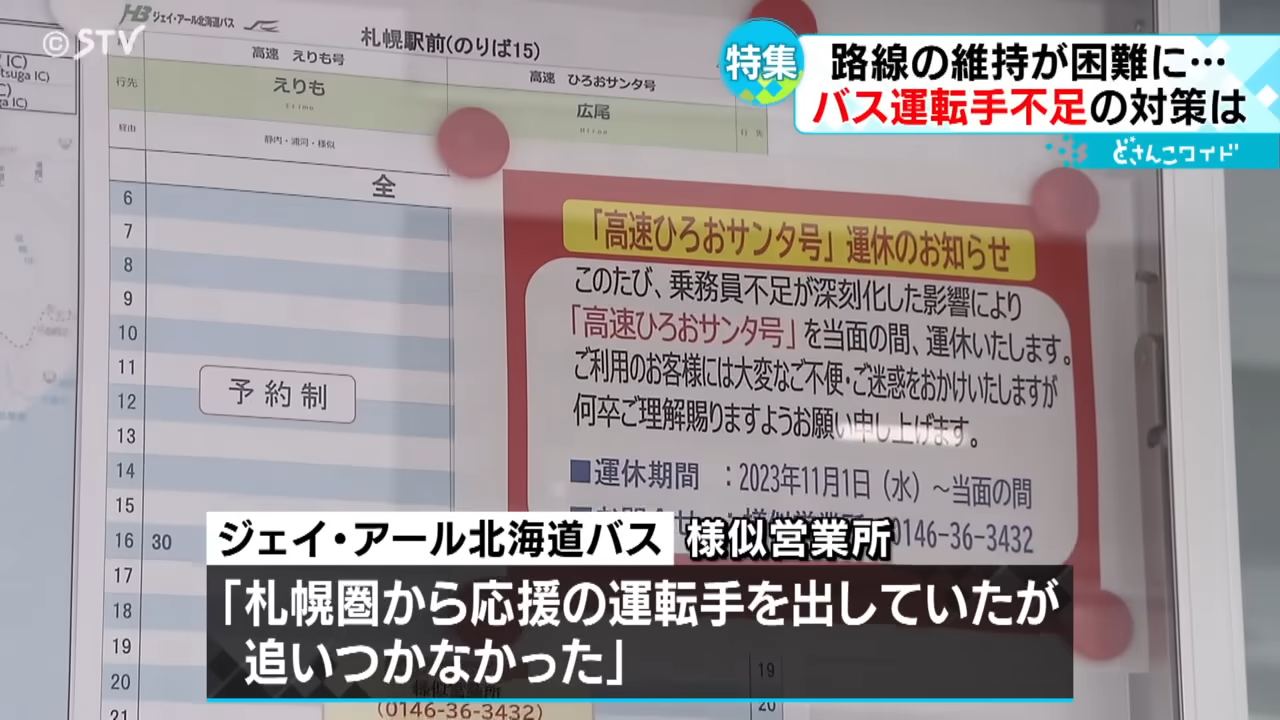 © STV
特集
路線の維持が困難に…
バス運転手不足の対策は
どさんこワイド
ジェイ・アール北海道バス
札幌駅前(のりば15)
高速 えりも号
高速 ひろおサンタ号
行先
えりも
Erimo
広尾
Hiroo
行先
経由
静内・浦河・様似
全
6
7
8
9
10
11
12
13
14
15
16 30
17
18
19
20
21
予約制
「高速ひろおサンタ号」運休のお知らせ
このたび、乗務員不足が深刻化した影響により
「高速ひろおサンタ号」を当面の間、運休いたします。
ご利用のお客様には大変なご不便・ご迷惑をおかけいたしますが
何卒ご理解賜りますようお願い申し上げます。
■運休期間 ：2023年11月1日（水）～当面の間
0146-36-3432
ジェイ・アール北海道バス 様似営業所
「札幌圏から応援の運転手を出していたが
追いつかなかった」
様似営業所
(0146-36-3432)
19
20